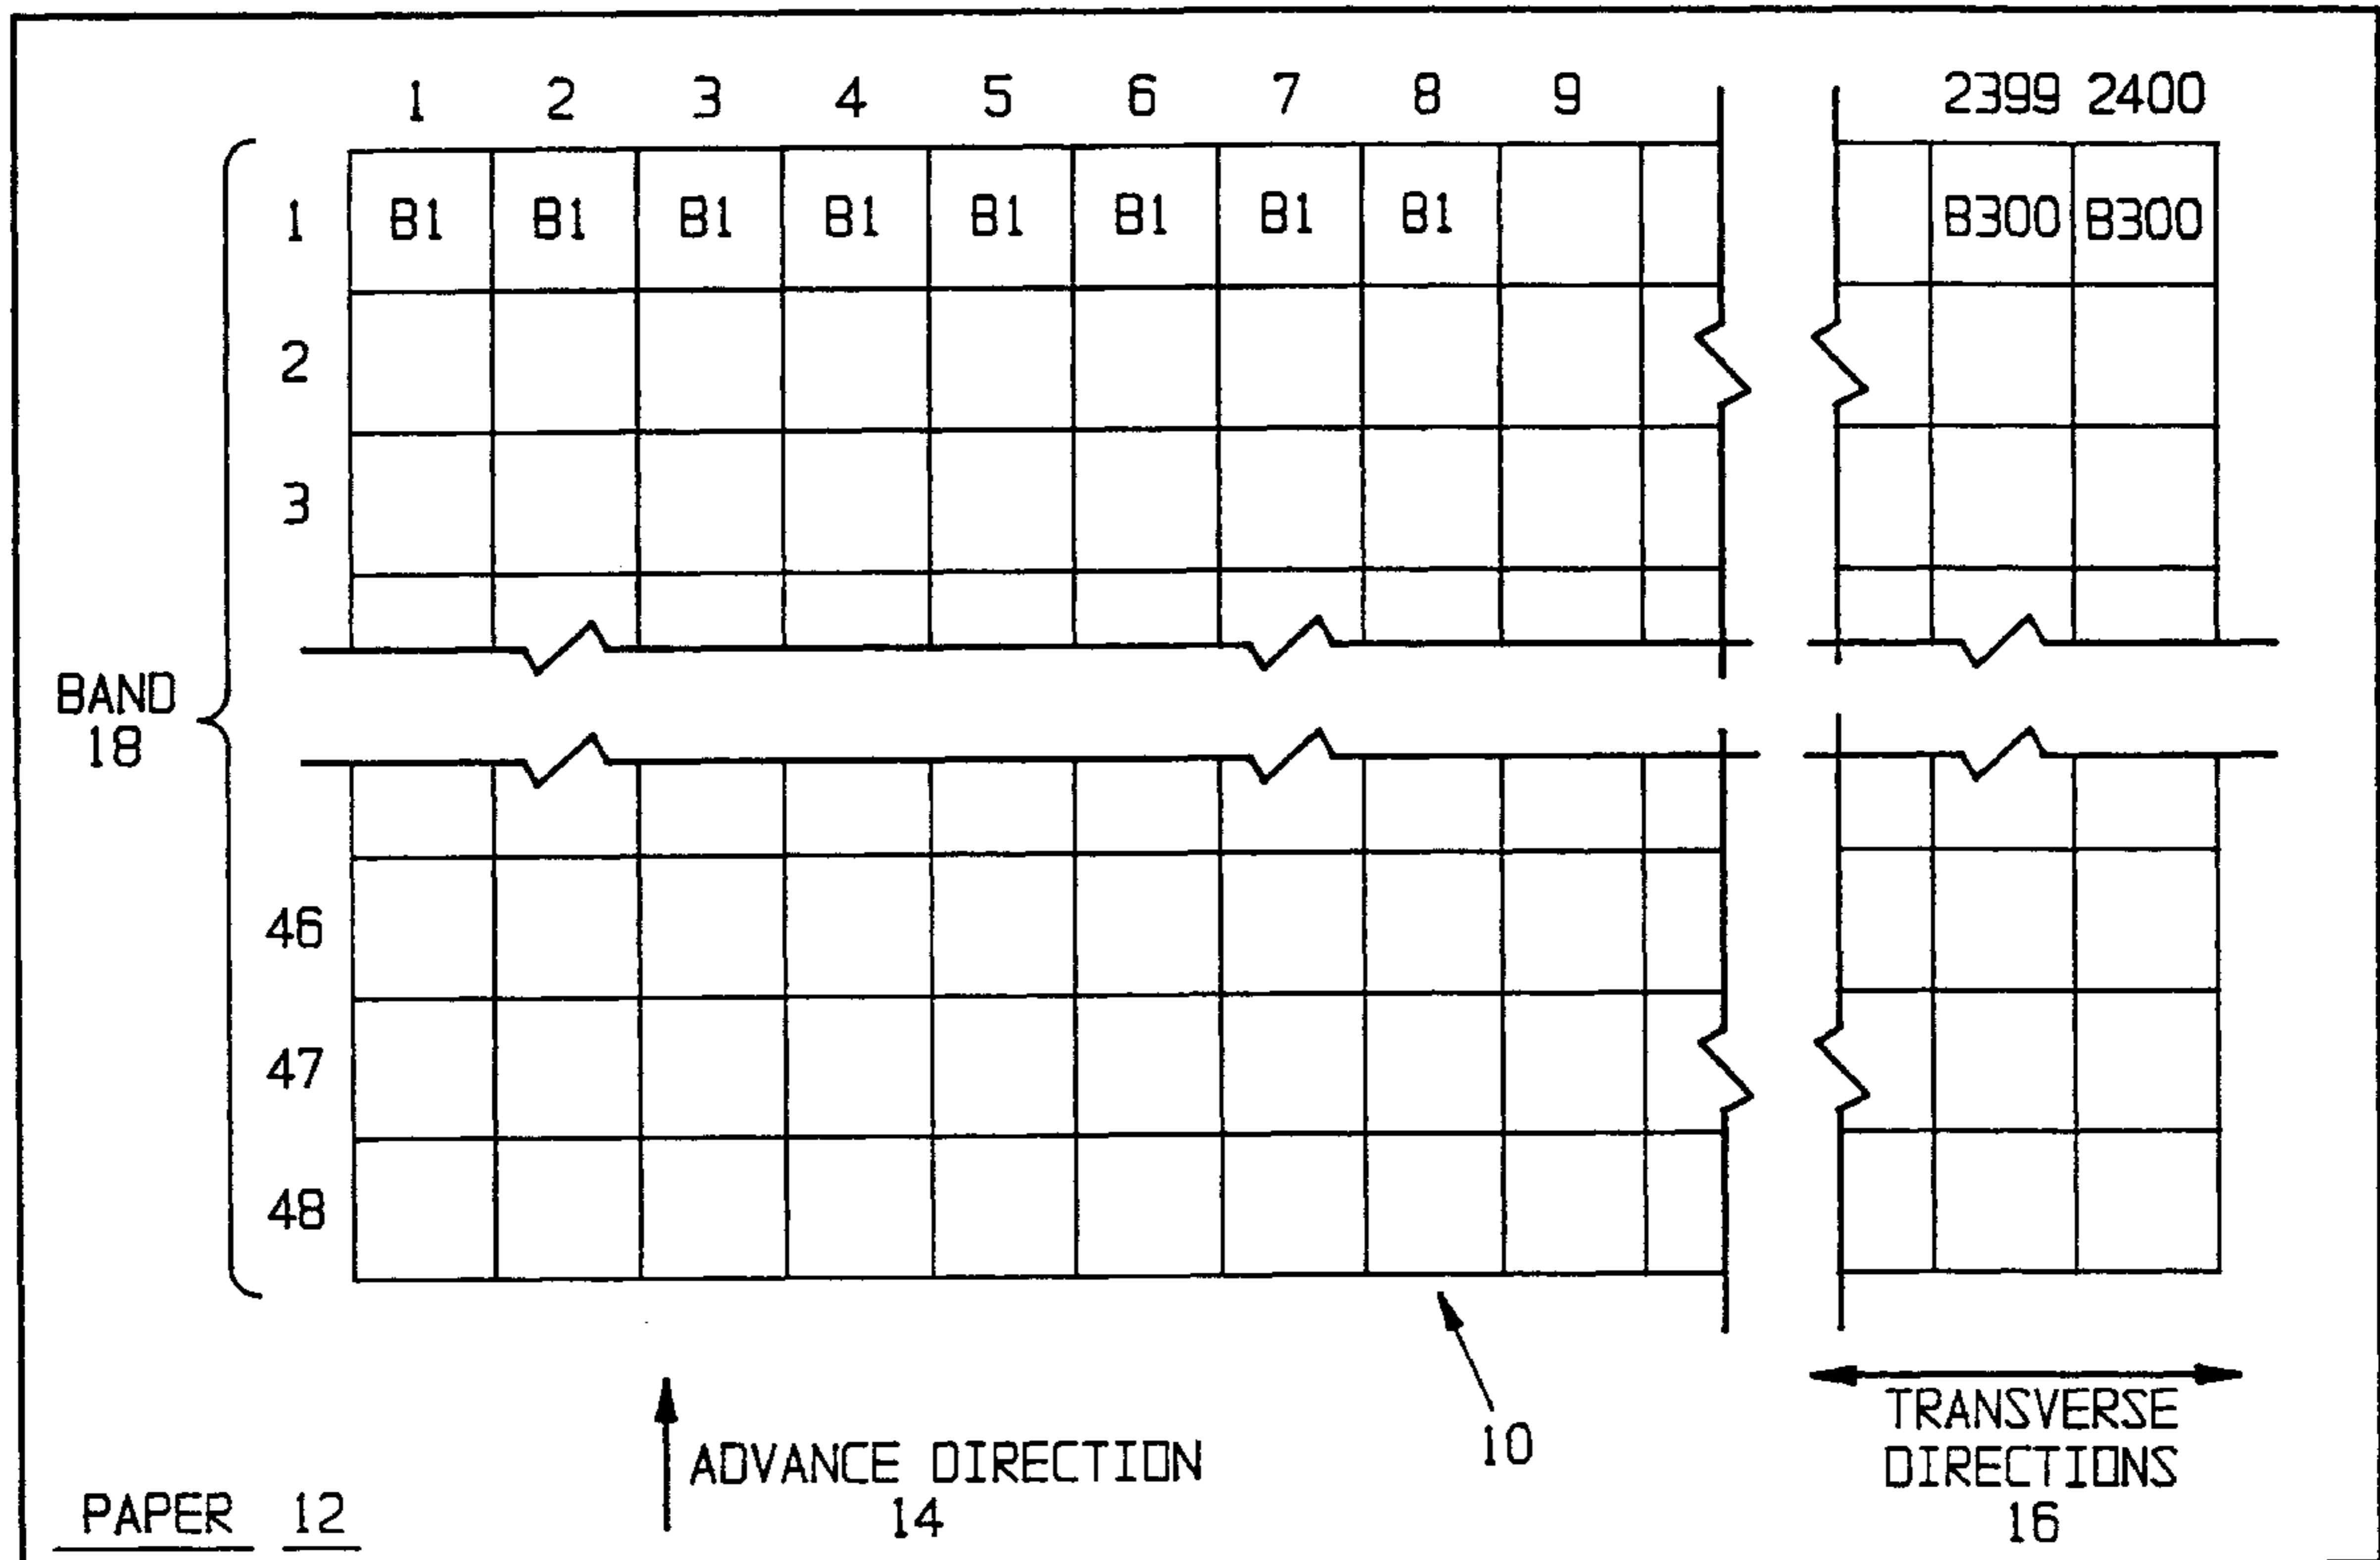 1 2 3 4 5 6 7 8 9 2399 2400
1 B1 B1 B1 B1 B1 B1 B1 B1 B300 B300
2
3
BAND
18
46
47
48
10
ADVANCE DIRECTION
14
TRANSVERSE
DIRECTIONS
16
PAPER 12